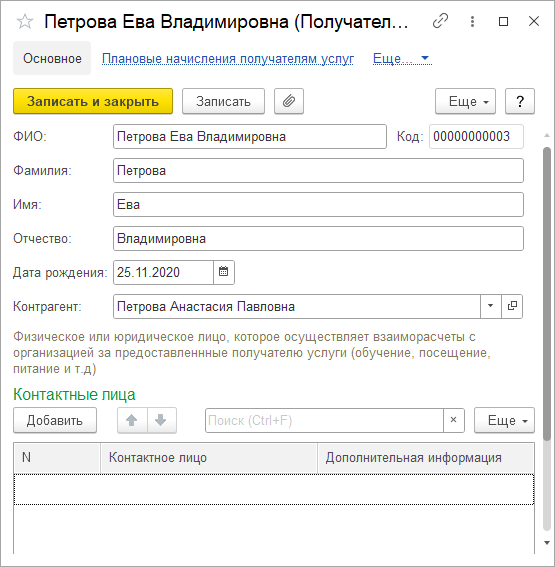 Петрова Ева Владимировна (Получател...
Основное Плановые начисления получателям услуг Еще...
Записать и закрыть Записать Еще ?
ФИО: Петрова Ева Владимировна Код: 00000000003
Фамилия: Петрова
Имя: Ева
Отчество: Владимировна
Дата рождения: 25.11.2020
Контрагент: Петрова Анастасия Павловна
Физическое или юридическое лицо, которое осуществляет взаиморасчеты с
организацией за предоставленнные получателю услуги (обучение, посещение,
питание и т.д)
Контактные лица
Добавить Поиск (Ctrl+F) × Еще
N Контактное лицо Дополнительная информация